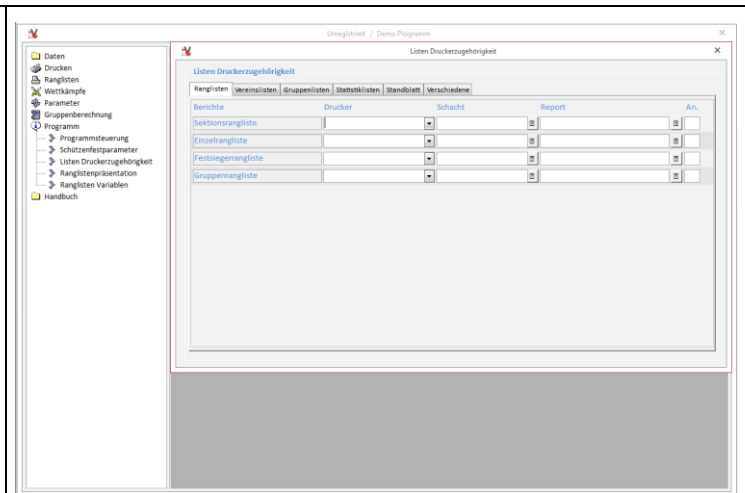 Unregistriert / Demo Programm
Daten
Drucken
Ranglisten
Wettkämpfe
Parameter
Gruppenberechnung
Programm
Programmsteuerung
Schützenfestparameter
Listen Druckerzugehörigkeit
Ranglistenpräsentation
Ranglisten Variablen
Handbuch
Listen Druckerzugehörigkeit
Listen Druckerzugehörigkeit
Ranglisten Vereinslisten Gruppenlisten Statistiklisten Standblatt Verschiedene
Berichte Drucker Schacht Report An.
Sektionsrangliste
Einzelrangliste
Festsiegerrangliste
Gruppenrangliste